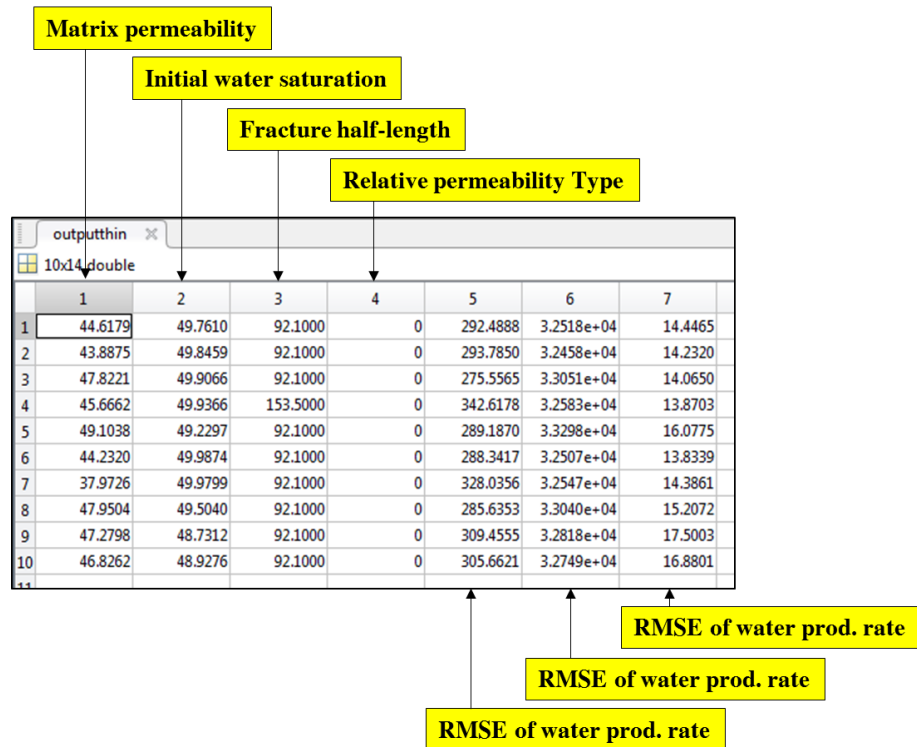 Matrix permeability
Initial water saturation
Fracture half-length
Relative permeability Type
outputthin
10x14 double
1 2 3 4 5 6 7
1 44.6179 49.7610 92.1000 0 292.4888 3.2518e+04 14.4465
2 43.8875 49.8459 92.1000 0 293.7850 3.2458e+04 14.2320
3 47.8221 49.9066 92.1000 0 275.5565 3.3051e+04 14.0650
4 45.6662 49.9366 153.5000 0 342.6178 3.2583e+04 13.8703
5 49.1038 49.2297 92.1000 0 289.1870 3.3298e+04 16.0775
6 44.2320 49.9874 92.1000 0 288.3417 3.2507e+04 13.8339
7 37.9726 49.9799 92.1000 0 328.0356 3.2547e+04 14.3861
8 47.9504 49.5040 92.1000 0 285.6353 3.3040e+04 15.2072
9 47.2798 48.7312 92.1000 0 309.4555 3.2818e+04 17.5003
10 46.8262 48.9276 92.1000 0 305.6621 3.2749e+04 16.8801
11
RMSE of water prod. rate
RMSE of water prod. rate
RMSE of water prod. rate